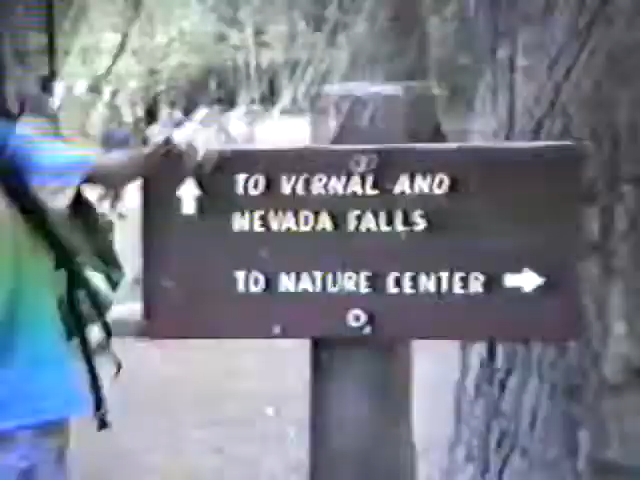 TO VERNAL AND
NEVADA FALLS
TO NATURE CENTER